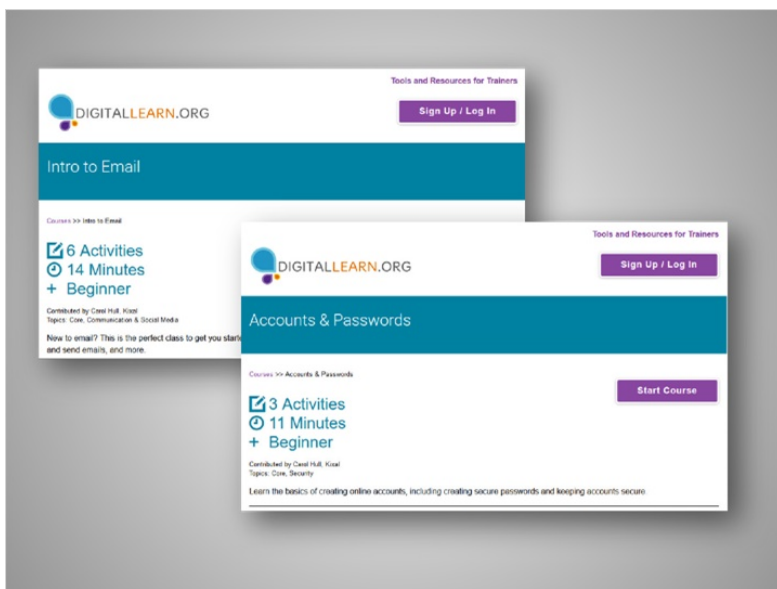 Tools and Resources for Trainers
DIGITALLEARN.ORG
Sign Up / Log In
Intro to Email
Courses >> Intro to Email
6 Activities
14 Minutes
+ Beginner
Contributed by Carol Hull, Kixal
Topics: Core, Communication & Social Media
New to email? This is the perfect class to get you starte
and send emails, and more.
Tools and Resources for Trainers
DIGITALLEARN.ORG
Sign Up / Log In
Accounts & Passwords
Courses >> Accounts & Passwords
Start Course
3 Activities
11 Minutes
+ Beginner
Contributed by Carol Hull, Kixal
Topics: Core, Security
Learn the basics of creating online accounts, including creating secure passwords and keeping accounts secure.